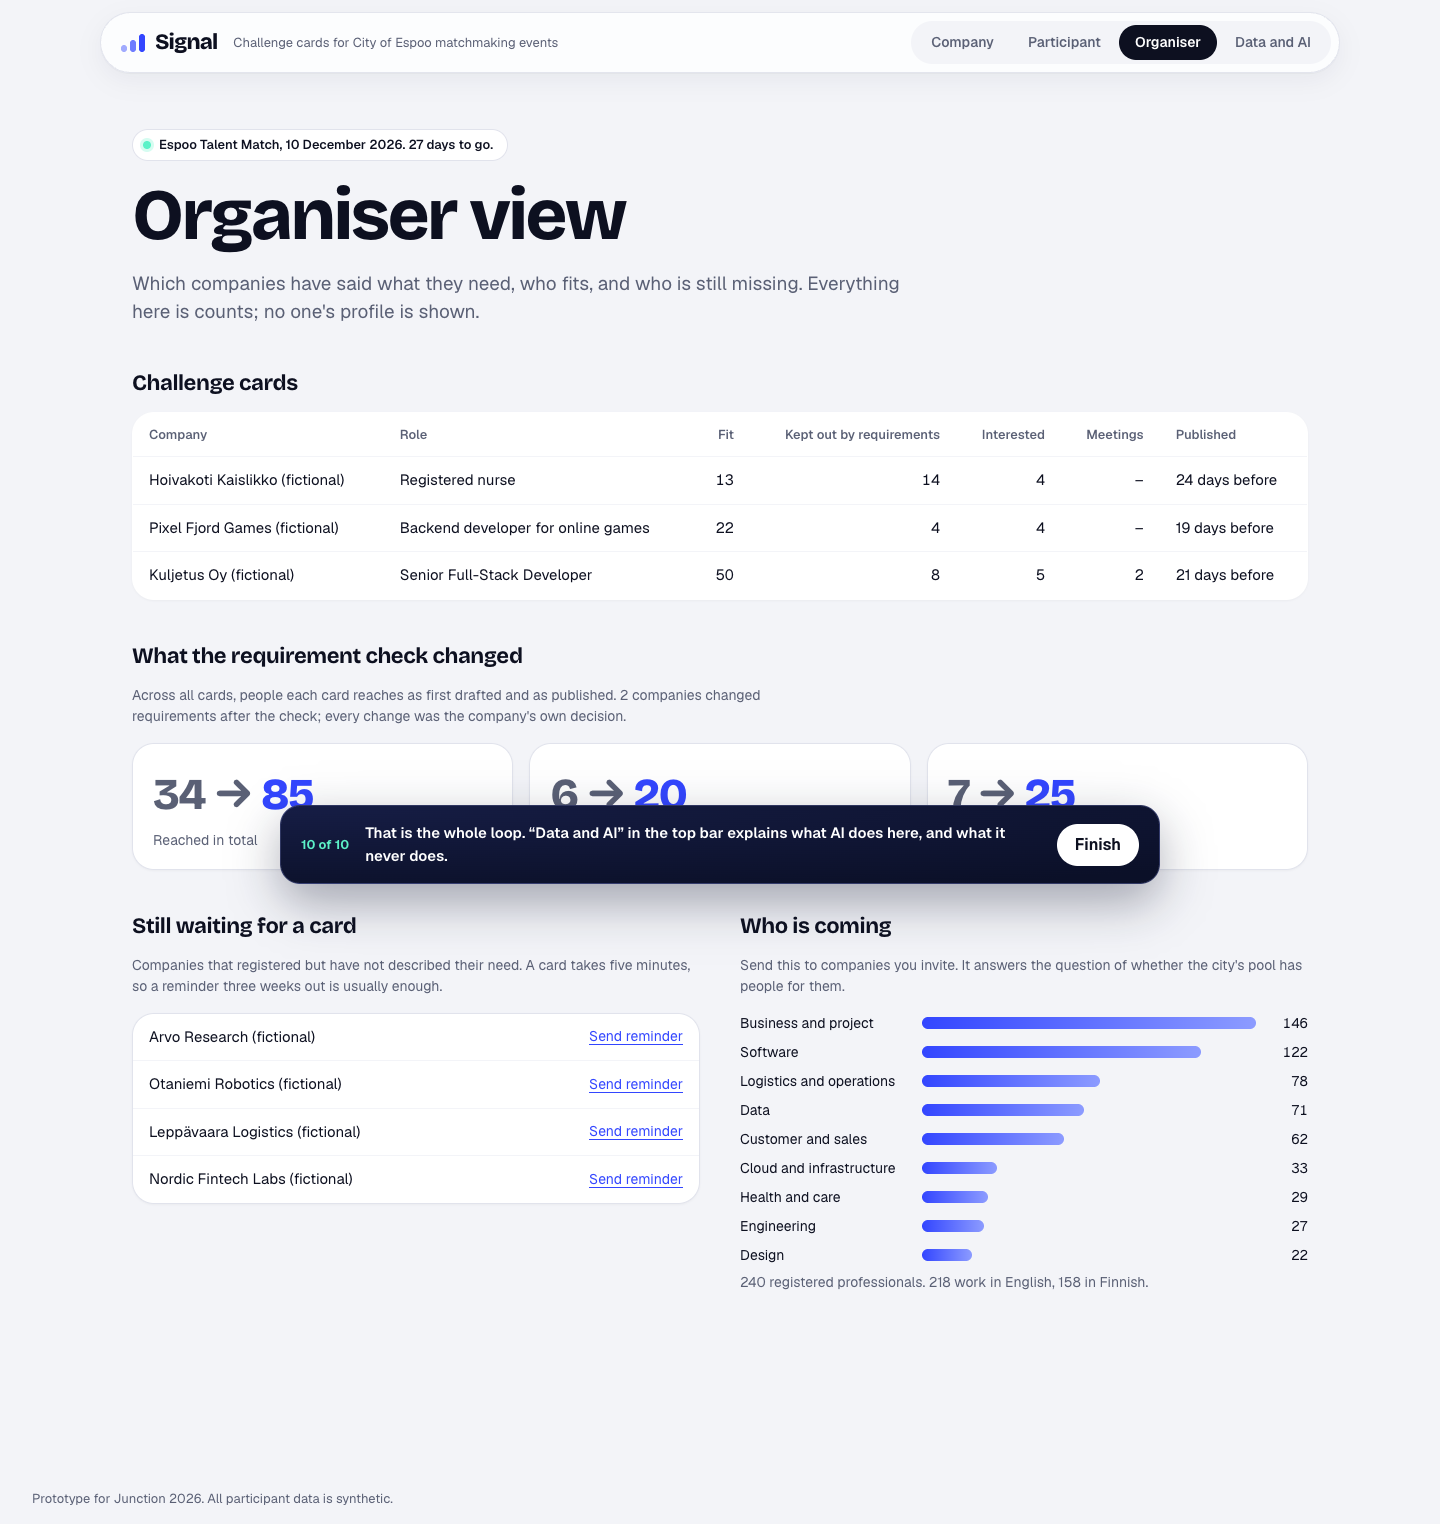 Signal
Challenge cards for City of Espoo matchmaking events
Company
Participant
Organiser
Data and AI
Espoo Talent Match, 10 December 2026. 27 days to go.
Organiser view
Which companies have said what they need, who fits, and who is still missing. Everything
here is counts; no one's profile is shown.
Challenge cards
Company Role Fit Kept out by requirements Interested Meetings Published
Hoivakoti Kaislikko (fictional) Registered nurse 13 14 4 – 24 days before
Pixel Fjord Games (fictional) Backend developer for online games 22 4 4 – 19 days before
Kuljetus Oy (fictional) Senior Full-Stack Developer 50 8 5 2 21 days before
What the requirement check changed
Across all cards, people each card reaches as first drafted and as published. 2 companies changed
requirements after the check; every change was the company's own decision.
34 → 85
Reached in total
6 → 20
7 → 25
10 of 10
That is the whole loop. “Data and AI” in the top bar explains what AI does here, and what it
never does.
Finish
Still waiting for a card
Companies that registered but have not described their need. A card takes five minutes,
so a reminder three weeks out is usually enough.
Arvo Research (fictional) Send reminder
Otaniemi Robotics (fictional) Send reminder
Leppävaara Logistics (fictional) Send reminder
Nordic Fintech Labs (fictional) Send reminder
Who is coming
Send this to companies you invite. It answers the question of whether the city's pool has
people for them.
Business and project 146
Software 122
Logistics and operations 78
Data 71
Customer and sales 62
Cloud and infrastructure 33
Health and care 29
Engineering 27
Design 22
240 registered professionals. 218 work in English, 158 in Finnish.
Prototype for Junction 2026. All participant data is synthetic.